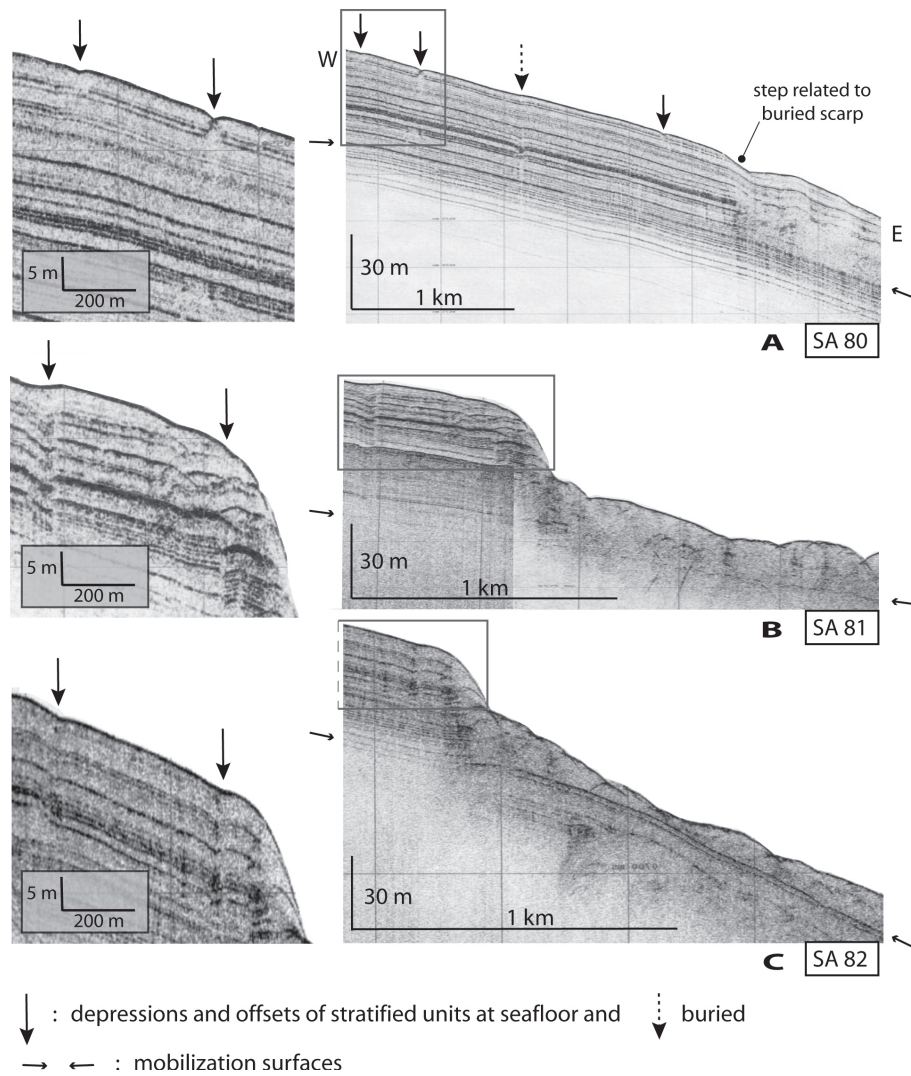 W
step related to
buried scarp
E
5 m
200 m
30 m
1 km
A
SA 80
5 m
200 m
30 m
1 km
B
SA 81
5 m
200 m
30 m
1 km
C
SA 82
: depressions and offsets of stratified units at seafloor and : buried
: mobilization surfaces